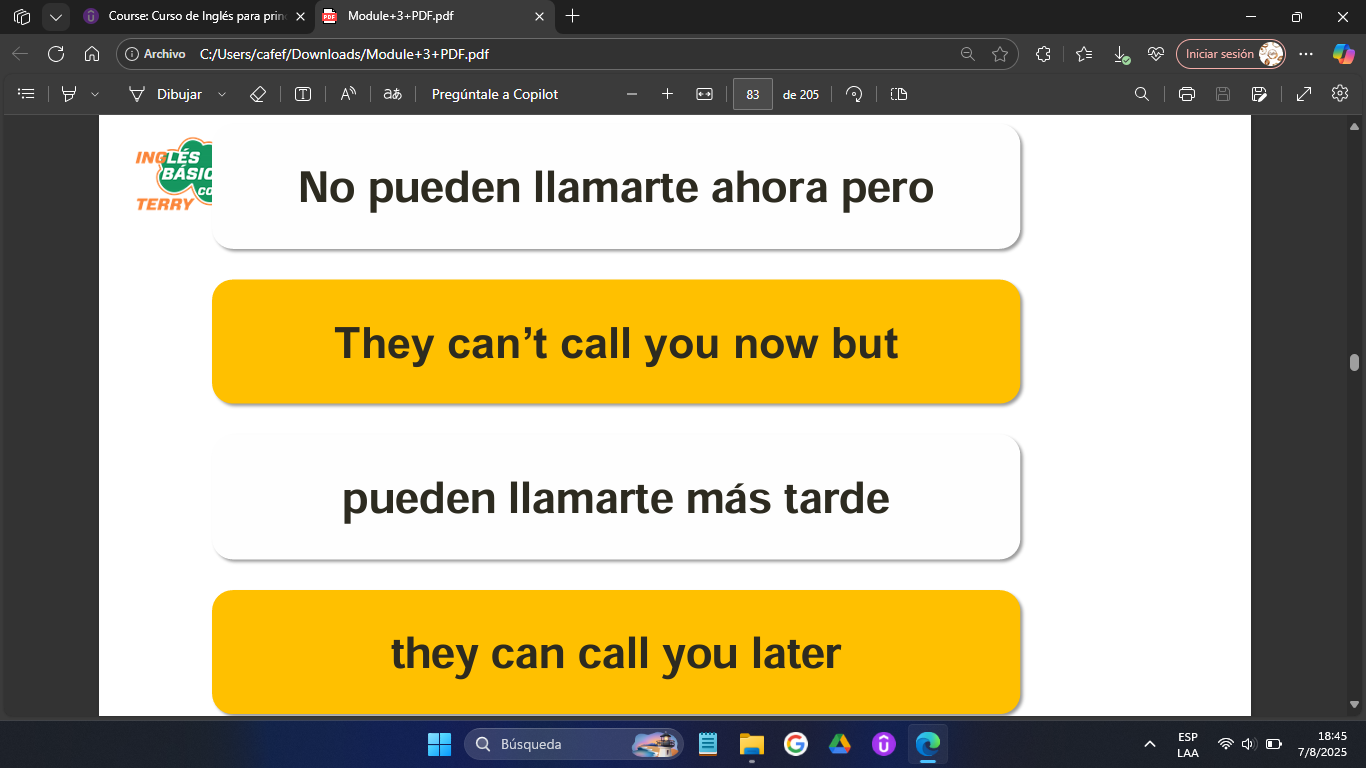 Course: Curso de Inglés para prin
Module+3+PDF.pdf
Archivo
C:/Users/cafef/Downloads/Module+3+PDF.pdf
Iniciar sesión
Dibujar
Pregúntale a Copilot
83
de 205
INGLÉS
BÁSIC
CO
TERRY
No pueden llamarte ahora pero
They can’t call you now but
pueden llamarte más tarde
they can call you later
Búsqueda
ESP
LAA
18:45
7/8/2025